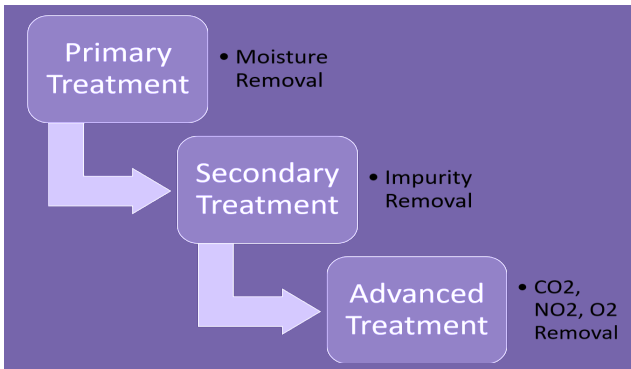 Primary
Treatment
• Moisture
Removal
Secondary
Treatment
• Impurity
Removal
Advanced
Treatment
• CO2,
NO2, O2
Removal